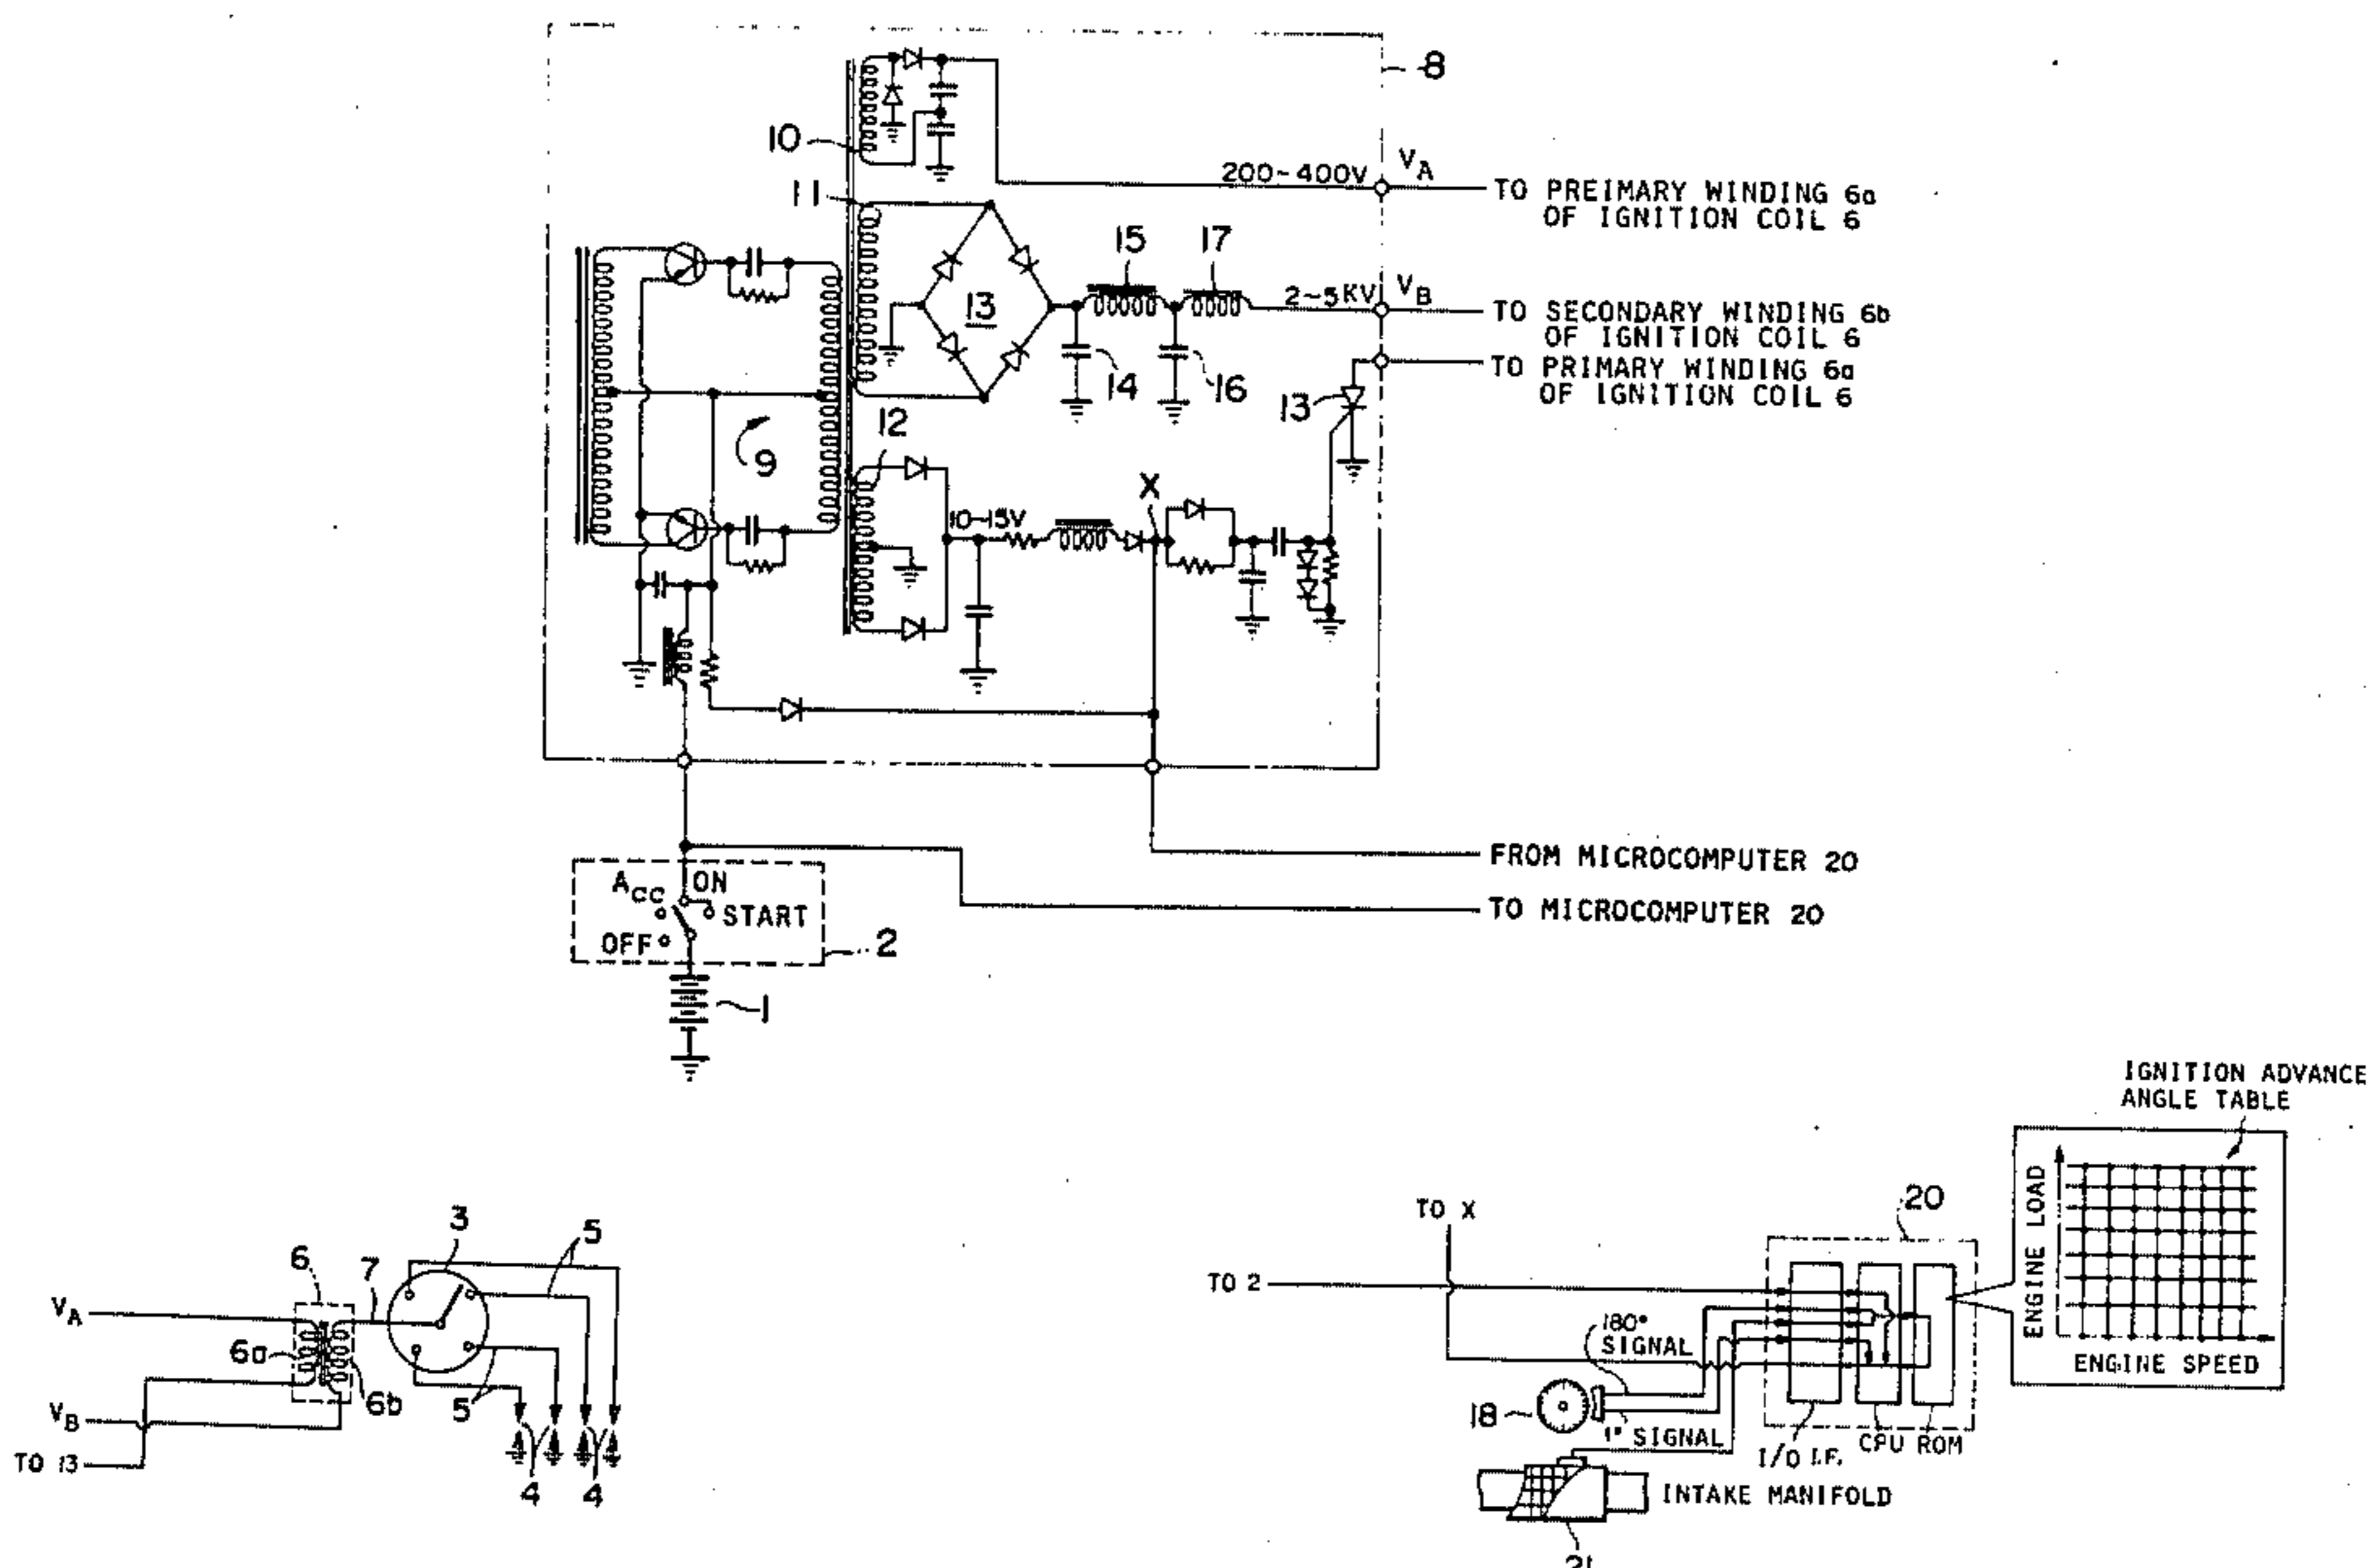 8
10
200~400V
VA
TO PREIMARY WINDING 6a
OF IGNITION COIL 6
11
15
17
13
2~5KV
VB
TO SECONDARY WINDING 6b
OF IGNITION COIL 6
TO PRIMARY WINDING 6a
OF IGNITION COIL 6
14
16
13
12
9
X
10-15V
FROM MICROCOMPUTER 20
TO MICROCOMPUTER 20
ACC
ON
START
OFF
2
1
IGNITION ADVANCE
ANGLE TABLE
3
5
6
7
VA
6a
6b
VB
TO 13
5
4
4
TO X
20
TO 2
180°
SIGNAL
ENGINE LOAD
ENGINE SPEED
18
1° SIGNAL
I/O I.F.
CPU
ROM
INTAKE MANIFOLD
21